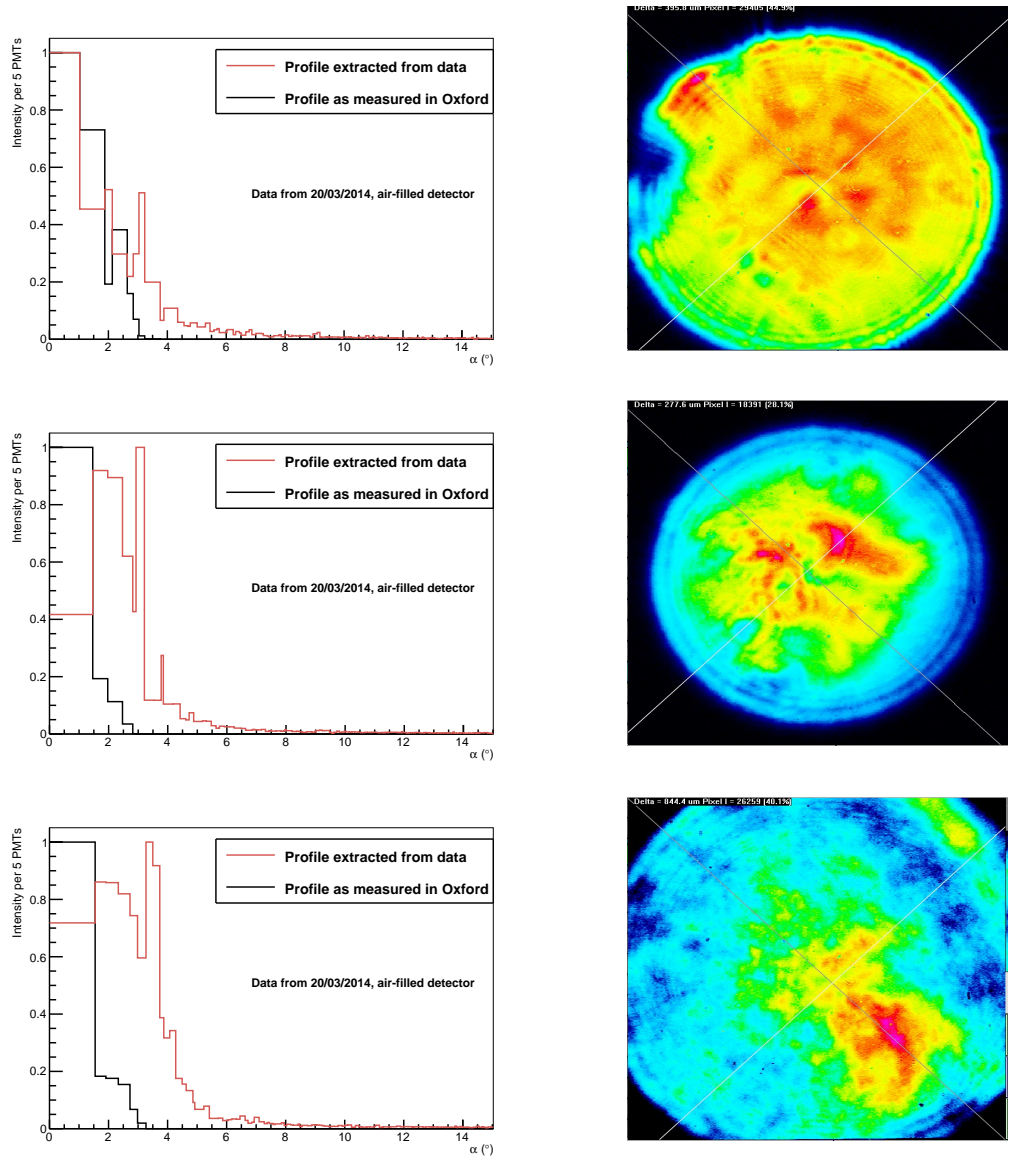 Intensity per 5 PMTs
1
0.8
0.6
0.4
0.2
0
Profile extracted from data
Profile as measured in Oxford
Data from 20/03/2014, air-filled detector
0 2 4 6 8 10 12 14
α (°)
Delta = 395.8 um Pixel I = 29405 (44.9%)
Intensity per 5 PMTs
1
0.8
0.6
0.4
0.2
0
Profile extracted from data
Profile as measured in Oxford
Data from 20/03/2014, air-filled detector
0 2 4 6 8 10 12 14
α (°)
Delta = 277.6 um Pixel I = 18391 (28.1%)
Intensity per 5 PMTs
1
0.8
0.6
0.4
0.2
0
Profile extracted from data
Profile as measured in Oxford
Data from 20/03/2014, air-filled detector
0 2 4 6 8 10 12 14
α (°)
Delta = 844.4 um Pixel I = 26259 (40.1%)